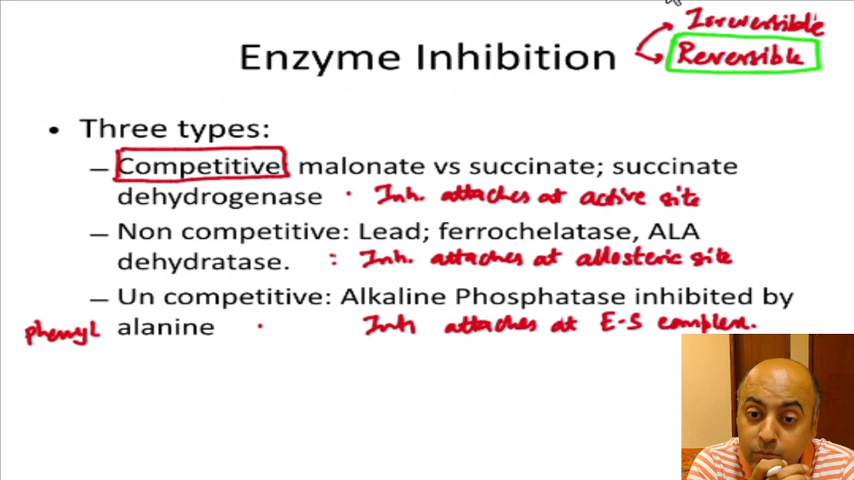 Irreversible
Enzyme Inhibition
Reversible
• Three types:
– Competitive: malonate vs succinate; succinate
dehydrogenase • Inh. attaches at active site
– Non competitive: Lead; ferrochelatase, ALA
dehydratase. : Inh. attaches at allosteric site
– Un competitive: Alkaline Phosphatase inhibited by
phenyl alanine • Inh attaches at E-S complex.